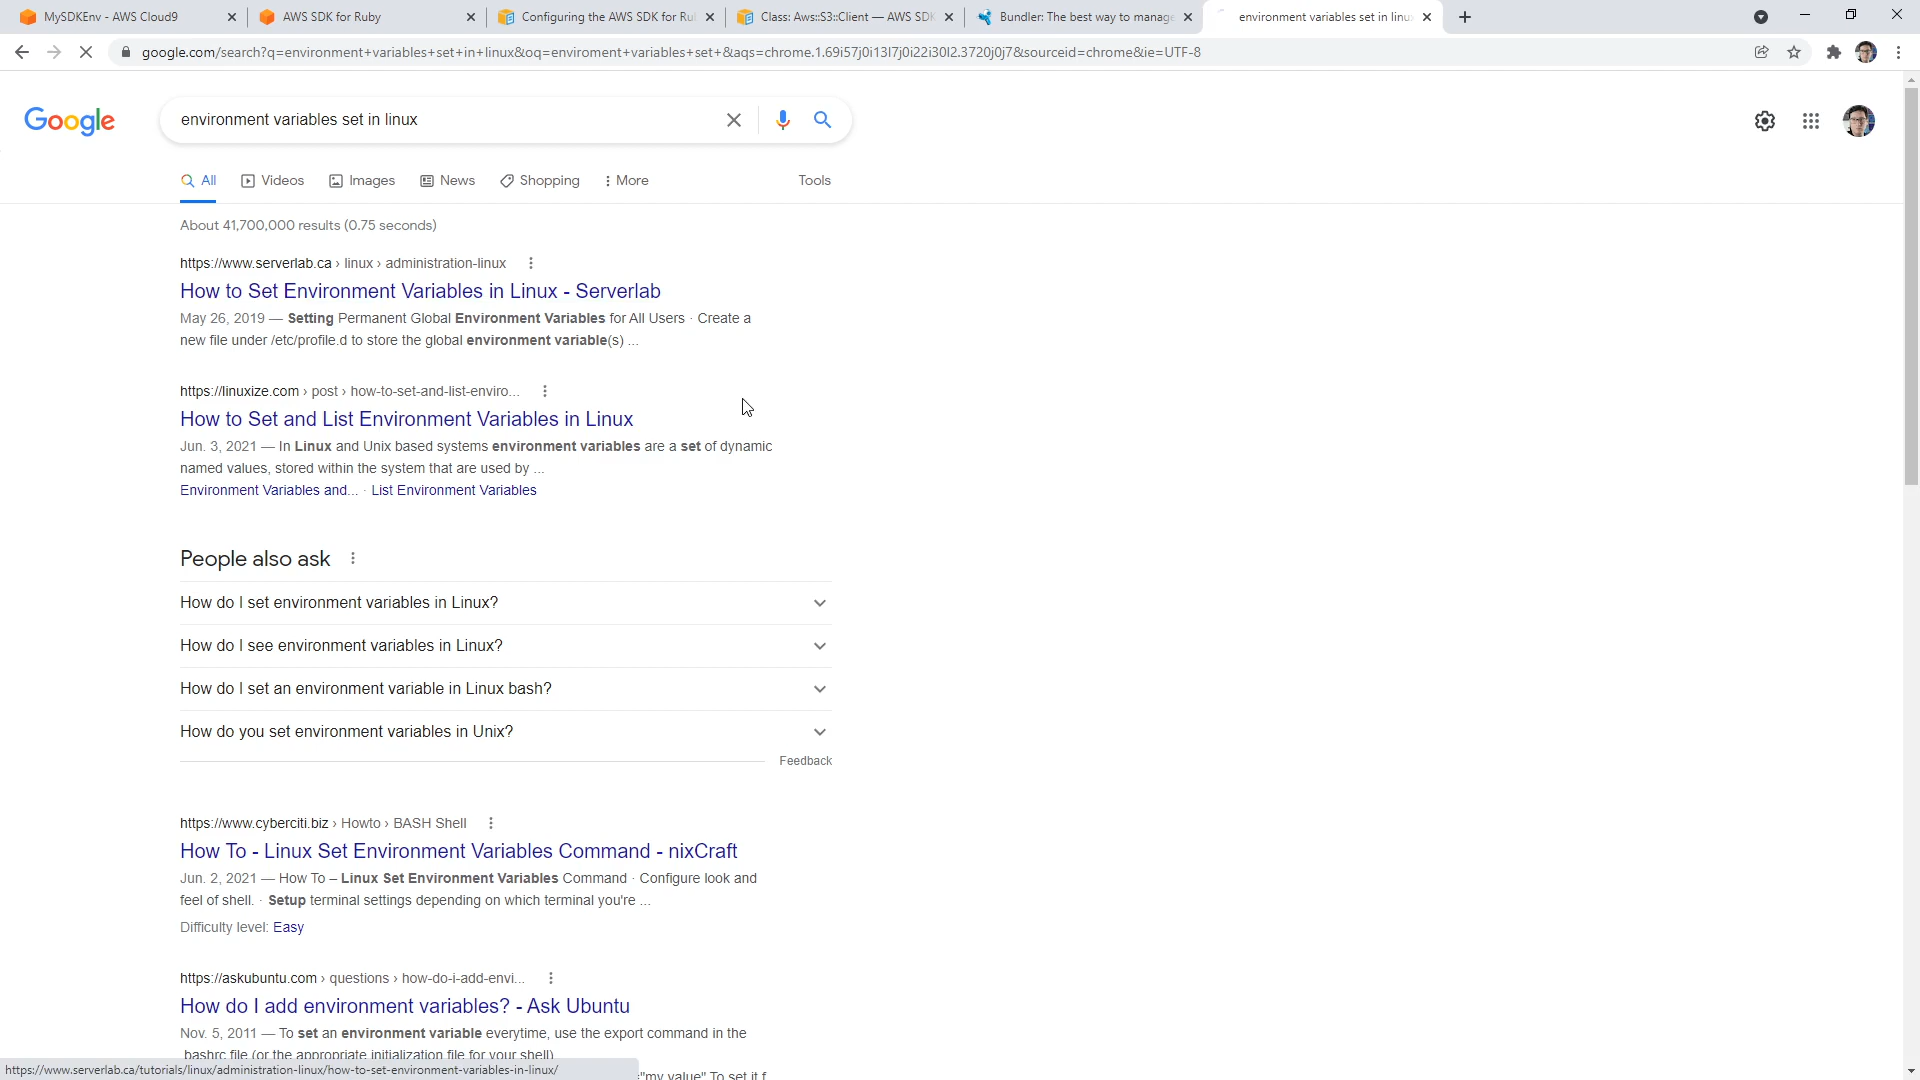 MySDKEnv - AWS Cloud9
AWS SDK for Ruby
Configuring the AWS SDK for Ru
Class: Aws::S3::Client — AWS SDK
Bundler: The best way to manage
environment variables set in linux
google.com/search?q=environment+variables+set+in+linux&oq=enviroment+variables+set+&aqs=chrome.1.69i57j0i13l7j0i22i30l2.3720j0j7&sourceid=chrome&ie=UTF-8
Google
environment variables set in linux
All
Videos
Images
News
Shopping
More
Tools
About 41,700,000 results (0.75 seconds)
https://www.serverlab.ca › linux › administration-linux
How to Set Environment Variables in Linux - Serverlab
May 26, 2019 — Setting Permanent Global Environment Variables for All Users · Create a
new file under /etc/profile.d to store the global environment variable(s) ...
https://linuxize.com › post › how-to-set-and-list-enviro...
How to Set and List Environment Variables in Linux
Jun. 3, 2021 — In Linux and Unix based systems environment variables are a set of dynamic
named values, stored within the system that are used by ...
Environment Variables and... · List Environment Variables
People also ask
How do I set environment variables in Linux?
How do I see environment variables in Linux?
How do I set an environment variable in Linux bash?
How do you set environment variables in Unix?
Feedback
https://www.cyberciti.biz › Howto › BASH Shell
How To - Linux Set Environment Variables Command - nixCraft
Jun. 2, 2021 — How To – Linux Set Environment Variables Command · Configure look and
feel of shell. · Setup terminal settings depending on which terminal you're ...
Difficulty level: Easy
https://askubuntu.com › questions › how-do-i-add-envi...
How do I add environment variables? - Ask Ubuntu
Nov. 5, 2011 — To set an environment variable everytime, use the export command in the
.bashrc file (or the appropriate initialization file for your shell)
="my value" To set it f
https://www.serverlab.ca/tutorials/linux/administration-linux/how-to-set-environment-variables-in-linux/